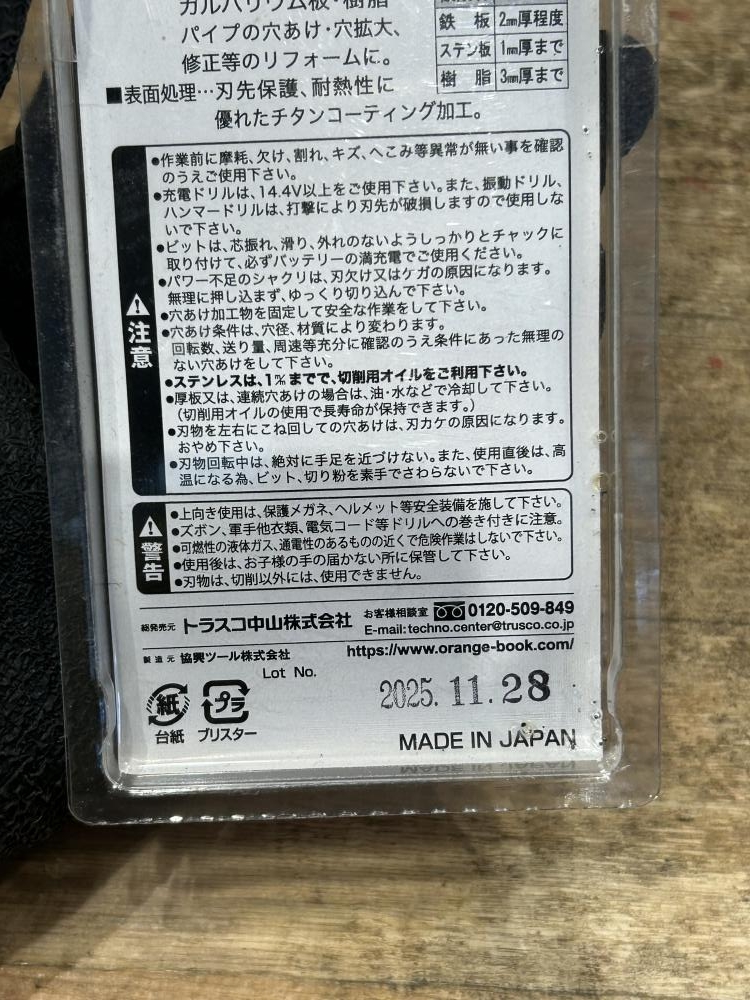 ガルバリウム板・樹脂
パイプの穴あけ・穴拡大、
修正等のリフォームに。
■表面処理…刃先保護、耐熱性に
優れたチタンコーティング加工。
鉄 板 2㎜厚程度
ステン板 1㎜厚まで
樹 脂 3㎜厚まで
注意
●作業前に摩耗、欠け、割れ、キズ、へこみ等異常が無い事を確認
のうえご使用下さい。
●充電ドリルは、14.4V以上をご使用下さい。また、振動ドリル、
ハンマードリルは、打撃により刃先が破損しますので使用しな
いで下さい。
●ビットは、芯振れ、滑り、外れのないようしっかりとチャックに
取り付けて、必ずバッテリーの満充電でご使用ください。
●パワー不足のシャクリは、刃欠け又はケガの原因になります。
無理に押し込まず、ゆっくり切り込んで下さい。
●穴あけ加工物を固定して安全な作業をして下さい。
●穴あけ条件は、穴径、材質により変わります。
回転数、送り量、周速等充分に確認のうえ条件にあった無理の
ない穴あけをして下さい。
●ステンレスは、1㎜までで、切削用オイルをご利用下さい。
●厚板又は、連続穴あけの場合は、油・水などで冷却して下さい。
(切削用オイルの使用で長寿命が保持できます。)
●刃物を左右にこね回しての穴あけは、刃カケの原因になります。
おやめ下さい。
●刃物回転中は、絶対に手足を近づけない。また、使用直後は、高
温になる為、ビット、切り粉を素手でさわらないで下さい。
警告
●上向き使用は、保護メガネ、ヘルメット等安全装備を施して下さい。
●ズボン、軍手他衣類、電気コード等ドリルへの巻き付きに注意。
●可燃性の液体ガス、通電性のあるものの近くで危険作業はしないで下さい。
●使用後は、お子様の手の届かない所に保管して下さい。
●刃物は、切削以外には、使用できません。
総発売元 トラスコ中山株式会社
お客様相談室 0120-509-849
E-mail:techno.center@trusco.co.jp
製造元 協興ツール株式会社
https://www.orange-book.com/
Lot No.
2025.11.28
紙 プラ
台紙 ブリスター
MADE IN JAPAN